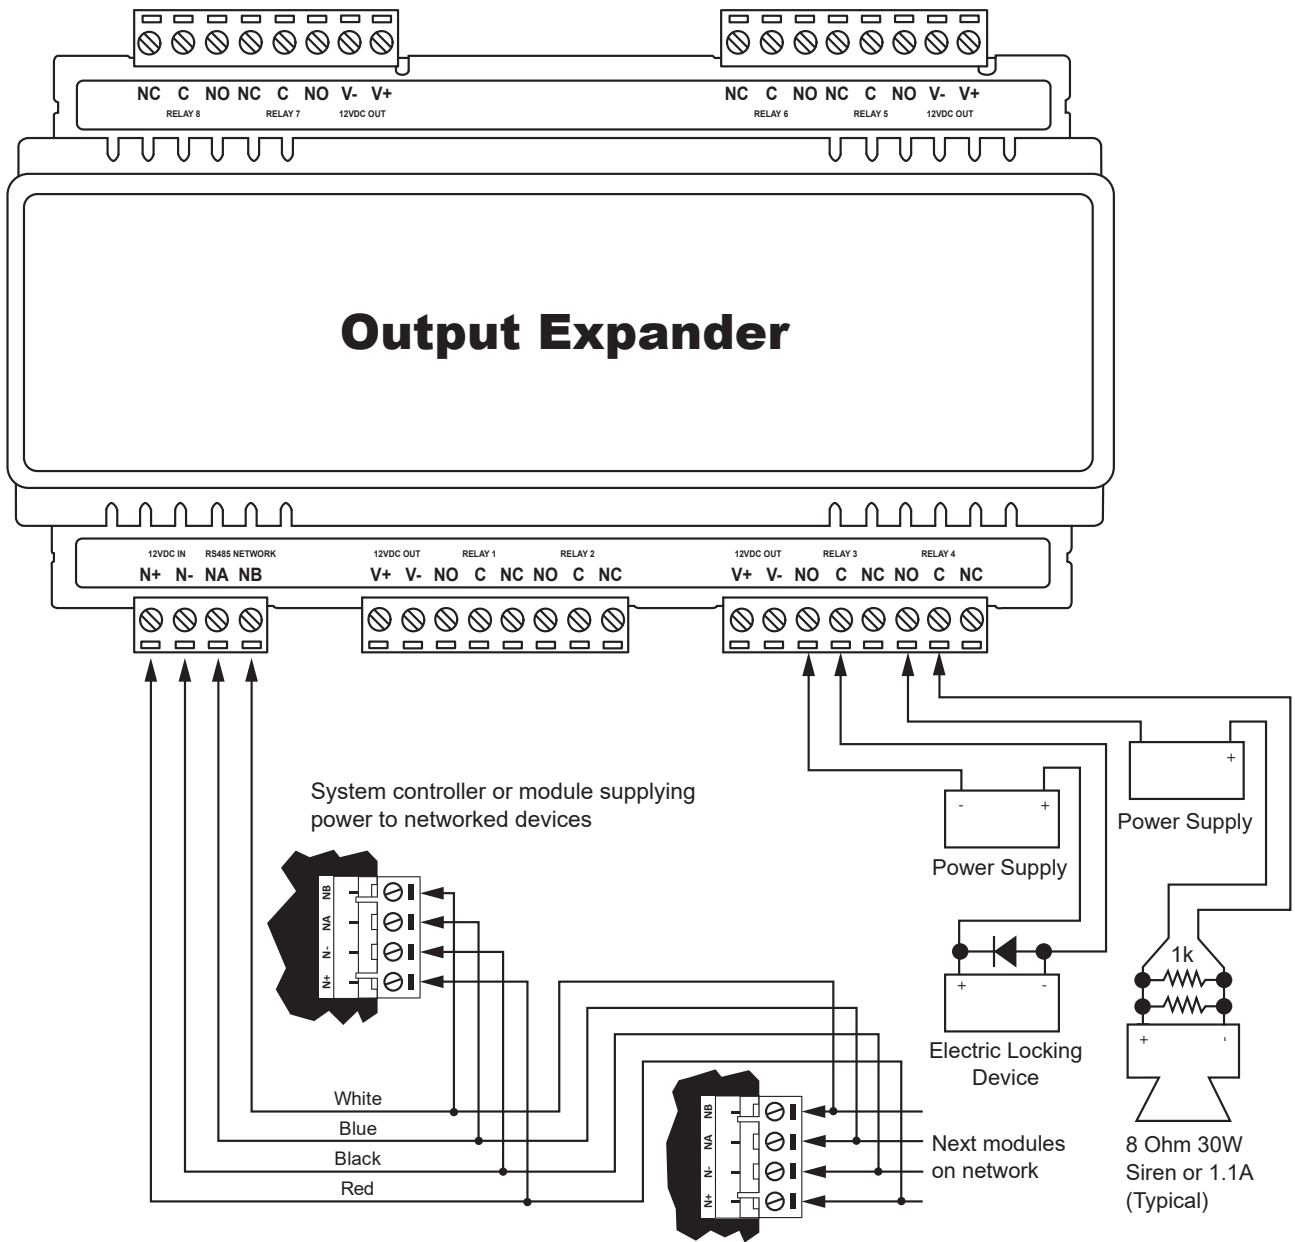 NC C NO NC C NO V- V+
RELAY 8 RELAY 7 12VDC OUT
NC C NO NC C NO V- V+
RELAY 6 RELAY 5 12VDC OUT
Output Expander
12VDC IN RS485 NETWORK
N+ N- NA NB
12VDC OUT RELAY 1 RELAY 2
V+ V- NO C NC NO C NC
12VDC OUT RELAY 3 RELAY 4
V+ V- NO C NC NO C NC
System controller or module supplying
power to networked devices
NB
NA
N-
N+
- +
Power Supply
+
Power Supply
1k
+ -
Electric Locking
Device
+ -
8 Ohm 30W
Siren or 1.1A
(Typical)
White
Blue
Black
Red
NB
NA
N-
N+
Next modules
on network